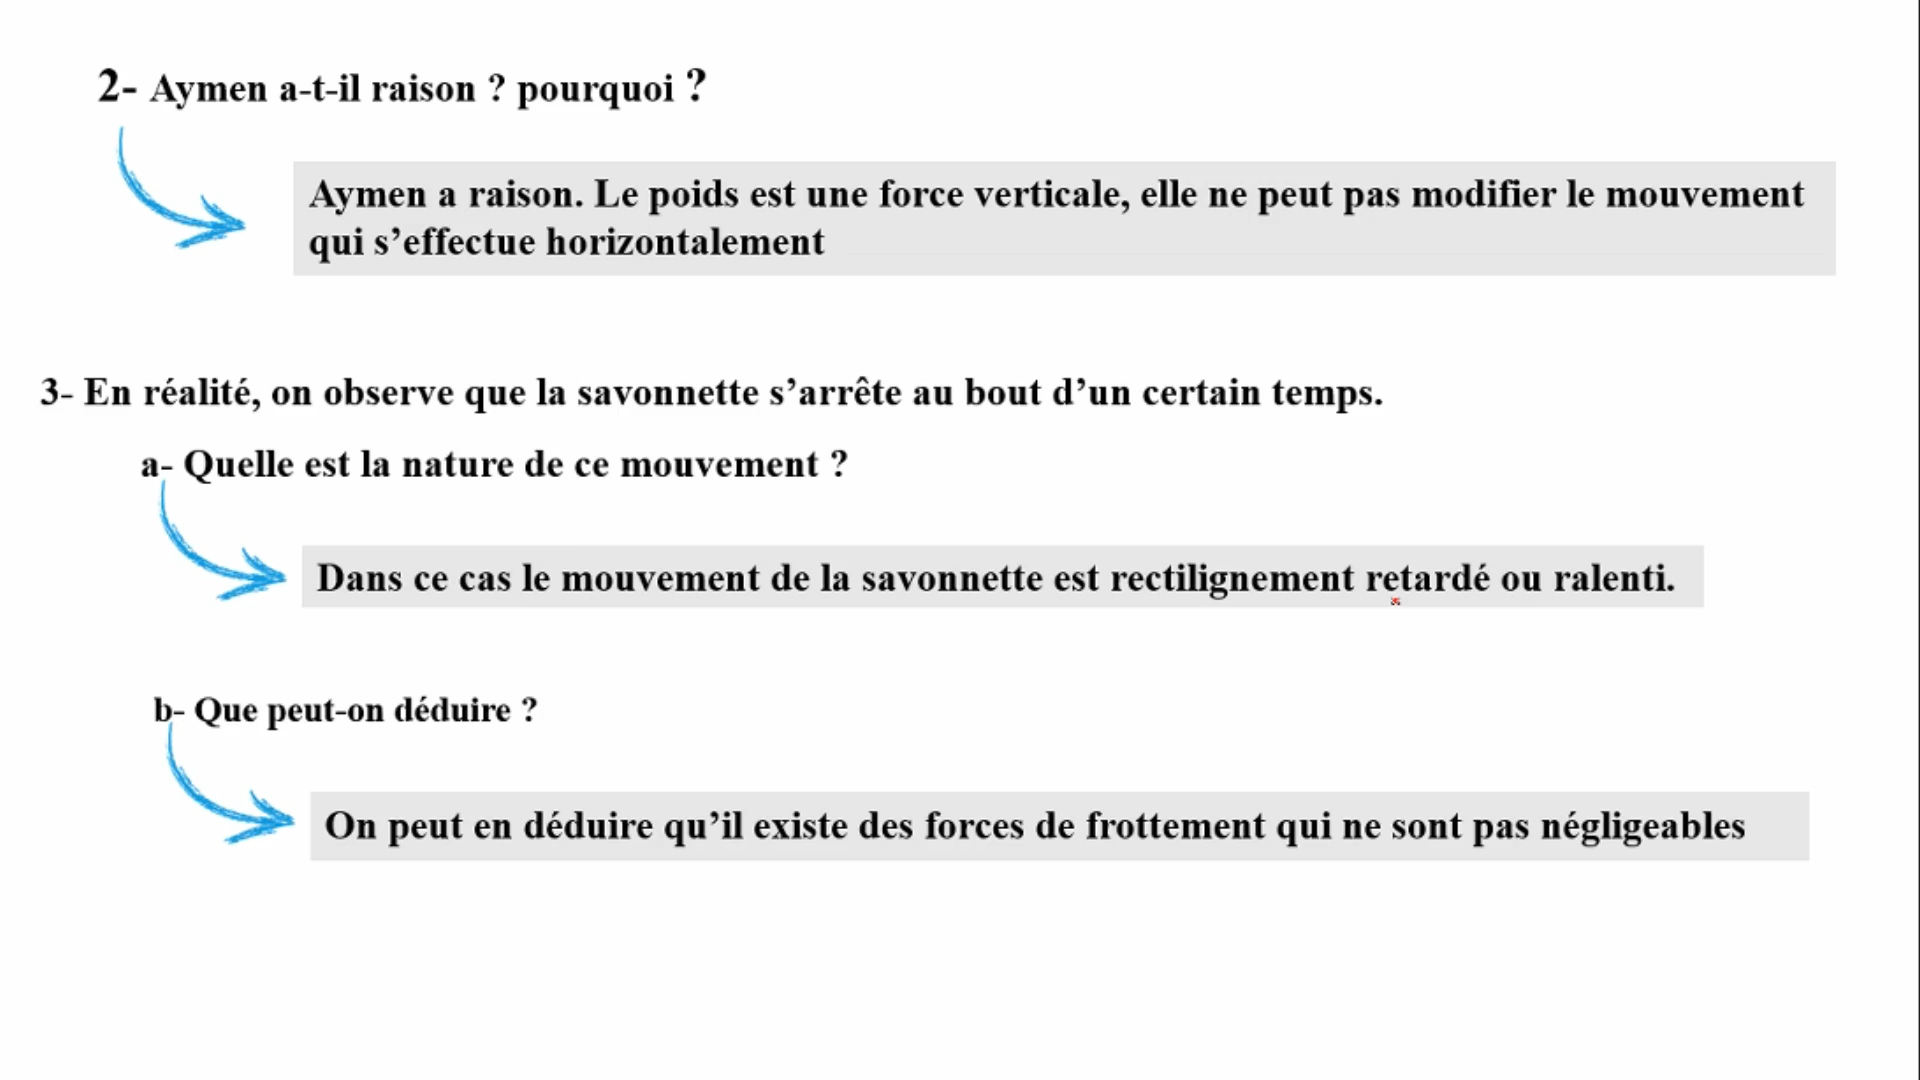 2- Aymen a-t-il raison ? pourquoi ?
Aymen a raison. Le poids est une force verticale, elle ne peut pas modifier le mouvement
qui s’effectue horizontalement
3- En réalité, on observe que la savonnette s’arrête au bout d’un certain temps.
a- Quelle est la nature de ce mouvement ?
Dans ce cas le mouvement de la savonnette est rectilignement retardé ou ralenti.
b- Que peut-on déduire ?
On peut en déduire qu’il existe des forces de frottement qui ne sont pas négligeables